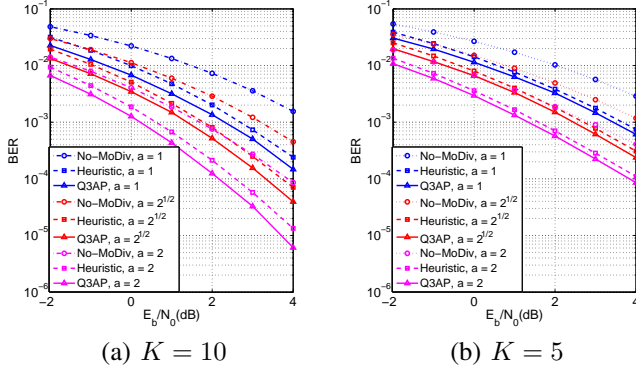 10⁻¹
10⁻²
10⁻³
10⁻⁴
10⁻⁵
10⁻⁶
BER
No−MoDiv, a = 1
Heuristic, a = 1
Q3AP, a = 1
No−MoDiv, a = 2^{1/2}
Heuristic, a = 2^{1/2}
Q3AP, a = 2^{1/2}
No−MoDiv, a = 2
Heuristic, a = 2
Q3AP, a = 2
−2 0 2 4
E_b/N_0(dB)
(a) K = 10
10⁻¹
10⁻²
10⁻³
10⁻⁴
10⁻⁵
10⁻⁶
BER
No−MoDiv, a = 1
Heuristic, a = 1
Q3AP, a = 1
No−MoDiv, a = 2^{1/2}
Heuristic, a = 2^{1/2}
Q3AP, a = 2^{1/2}
No−MoDiv, a = 2
Heuristic, a = 2
Q3AP, a = 2
−2 0 2 4
E_b/N_0(dB)
(b) K = 5